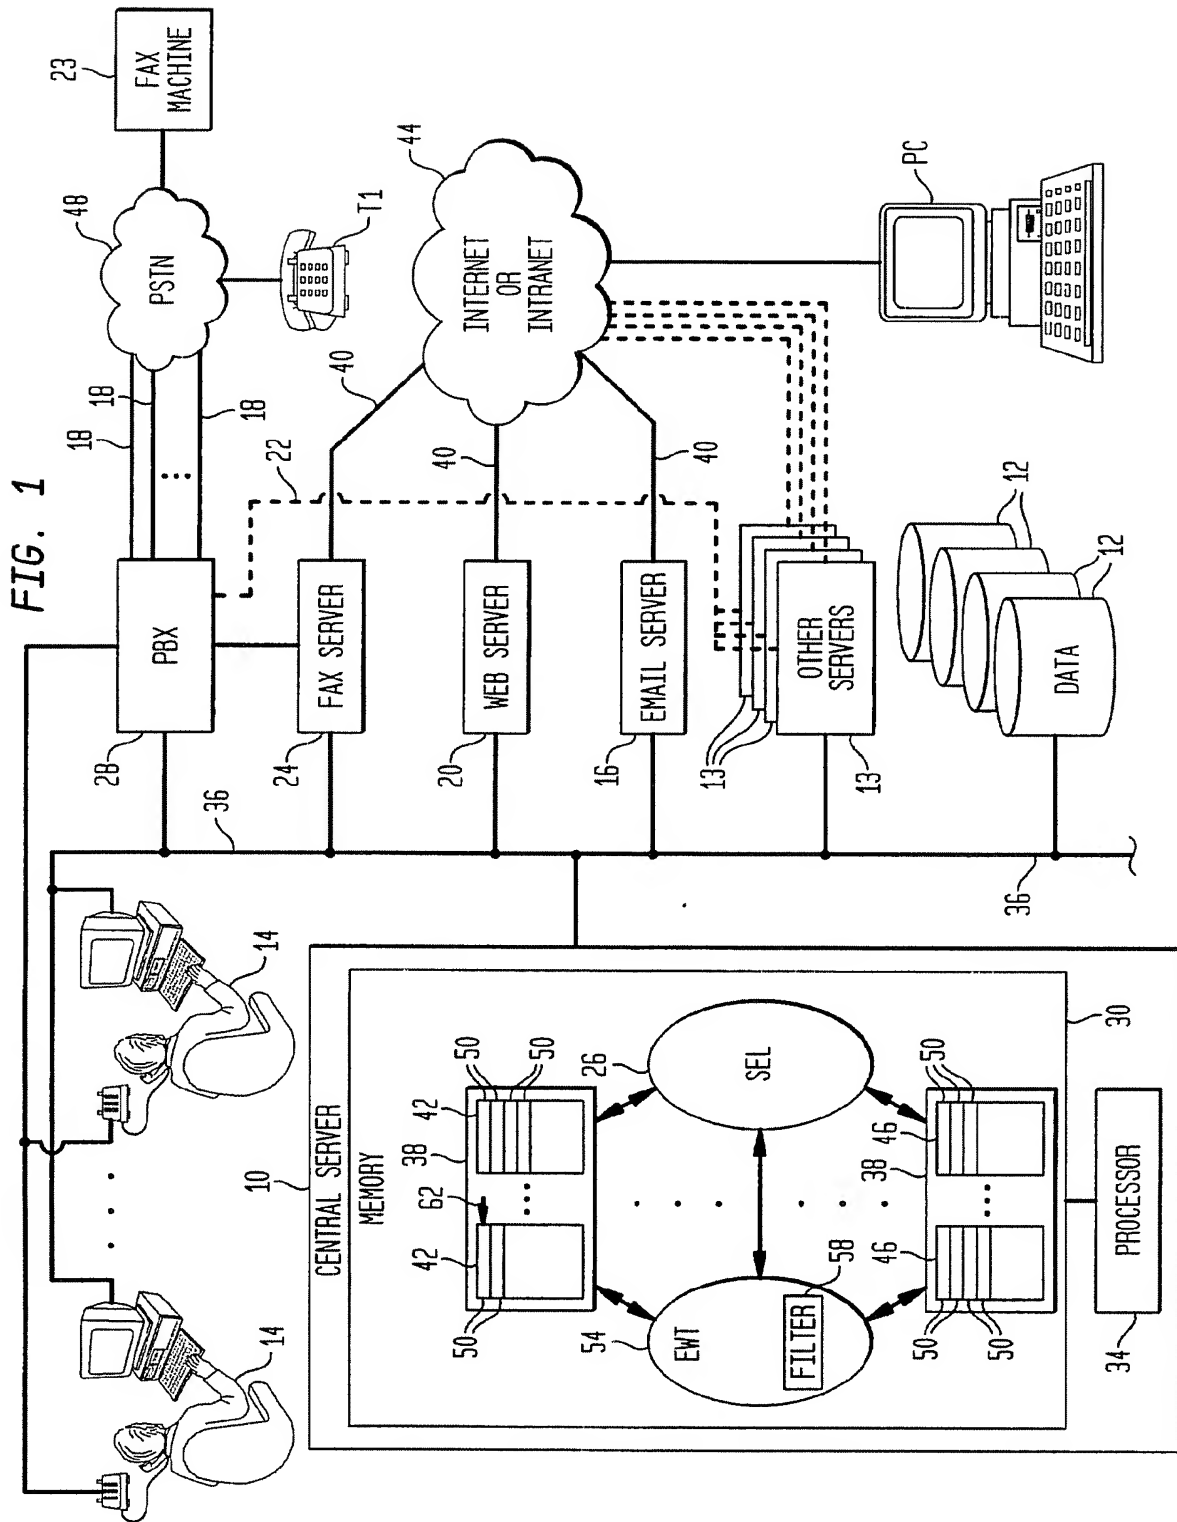 FIG. 1
14
14
10
CENTRAL SERVER
MEMORY
50
42
62
38
42
50
50
54
EWT
FILTER
58
SEL
26
50
50
46
38
46
50
50
30
34
PROCESSOR
36
36
28
PBX
18
18
18
48
PSTN
23
FAX
MACHINE
T1
22
24
FAX SERVER
40
20
WEB SERVER
40
44
INTERNET
OR
INTRANET
16
EMAIL SERVER
40
13
OTHER
SERVERS
13
PC
DATA
12
12